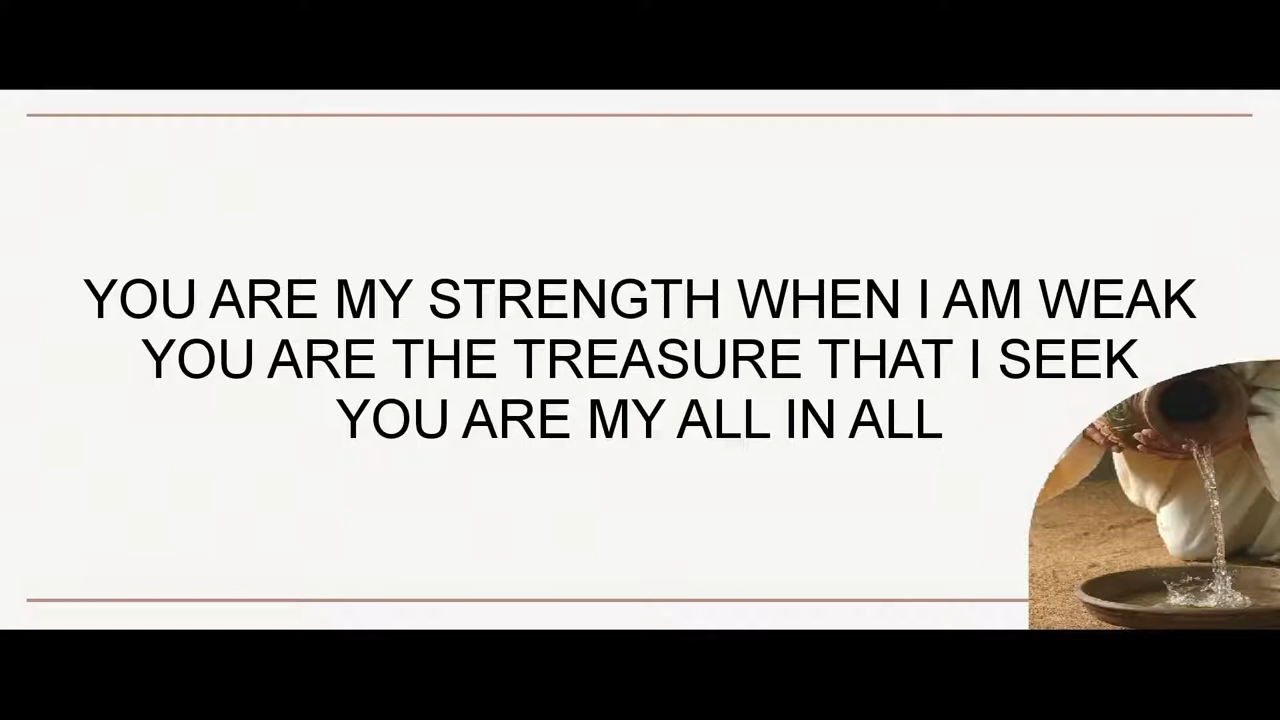 YOU ARE MY STRENGTH WHEN I AM WEAK
YOU ARE THE TREASURE THAT I SEEK
YOU ARE MY ALL IN ALL